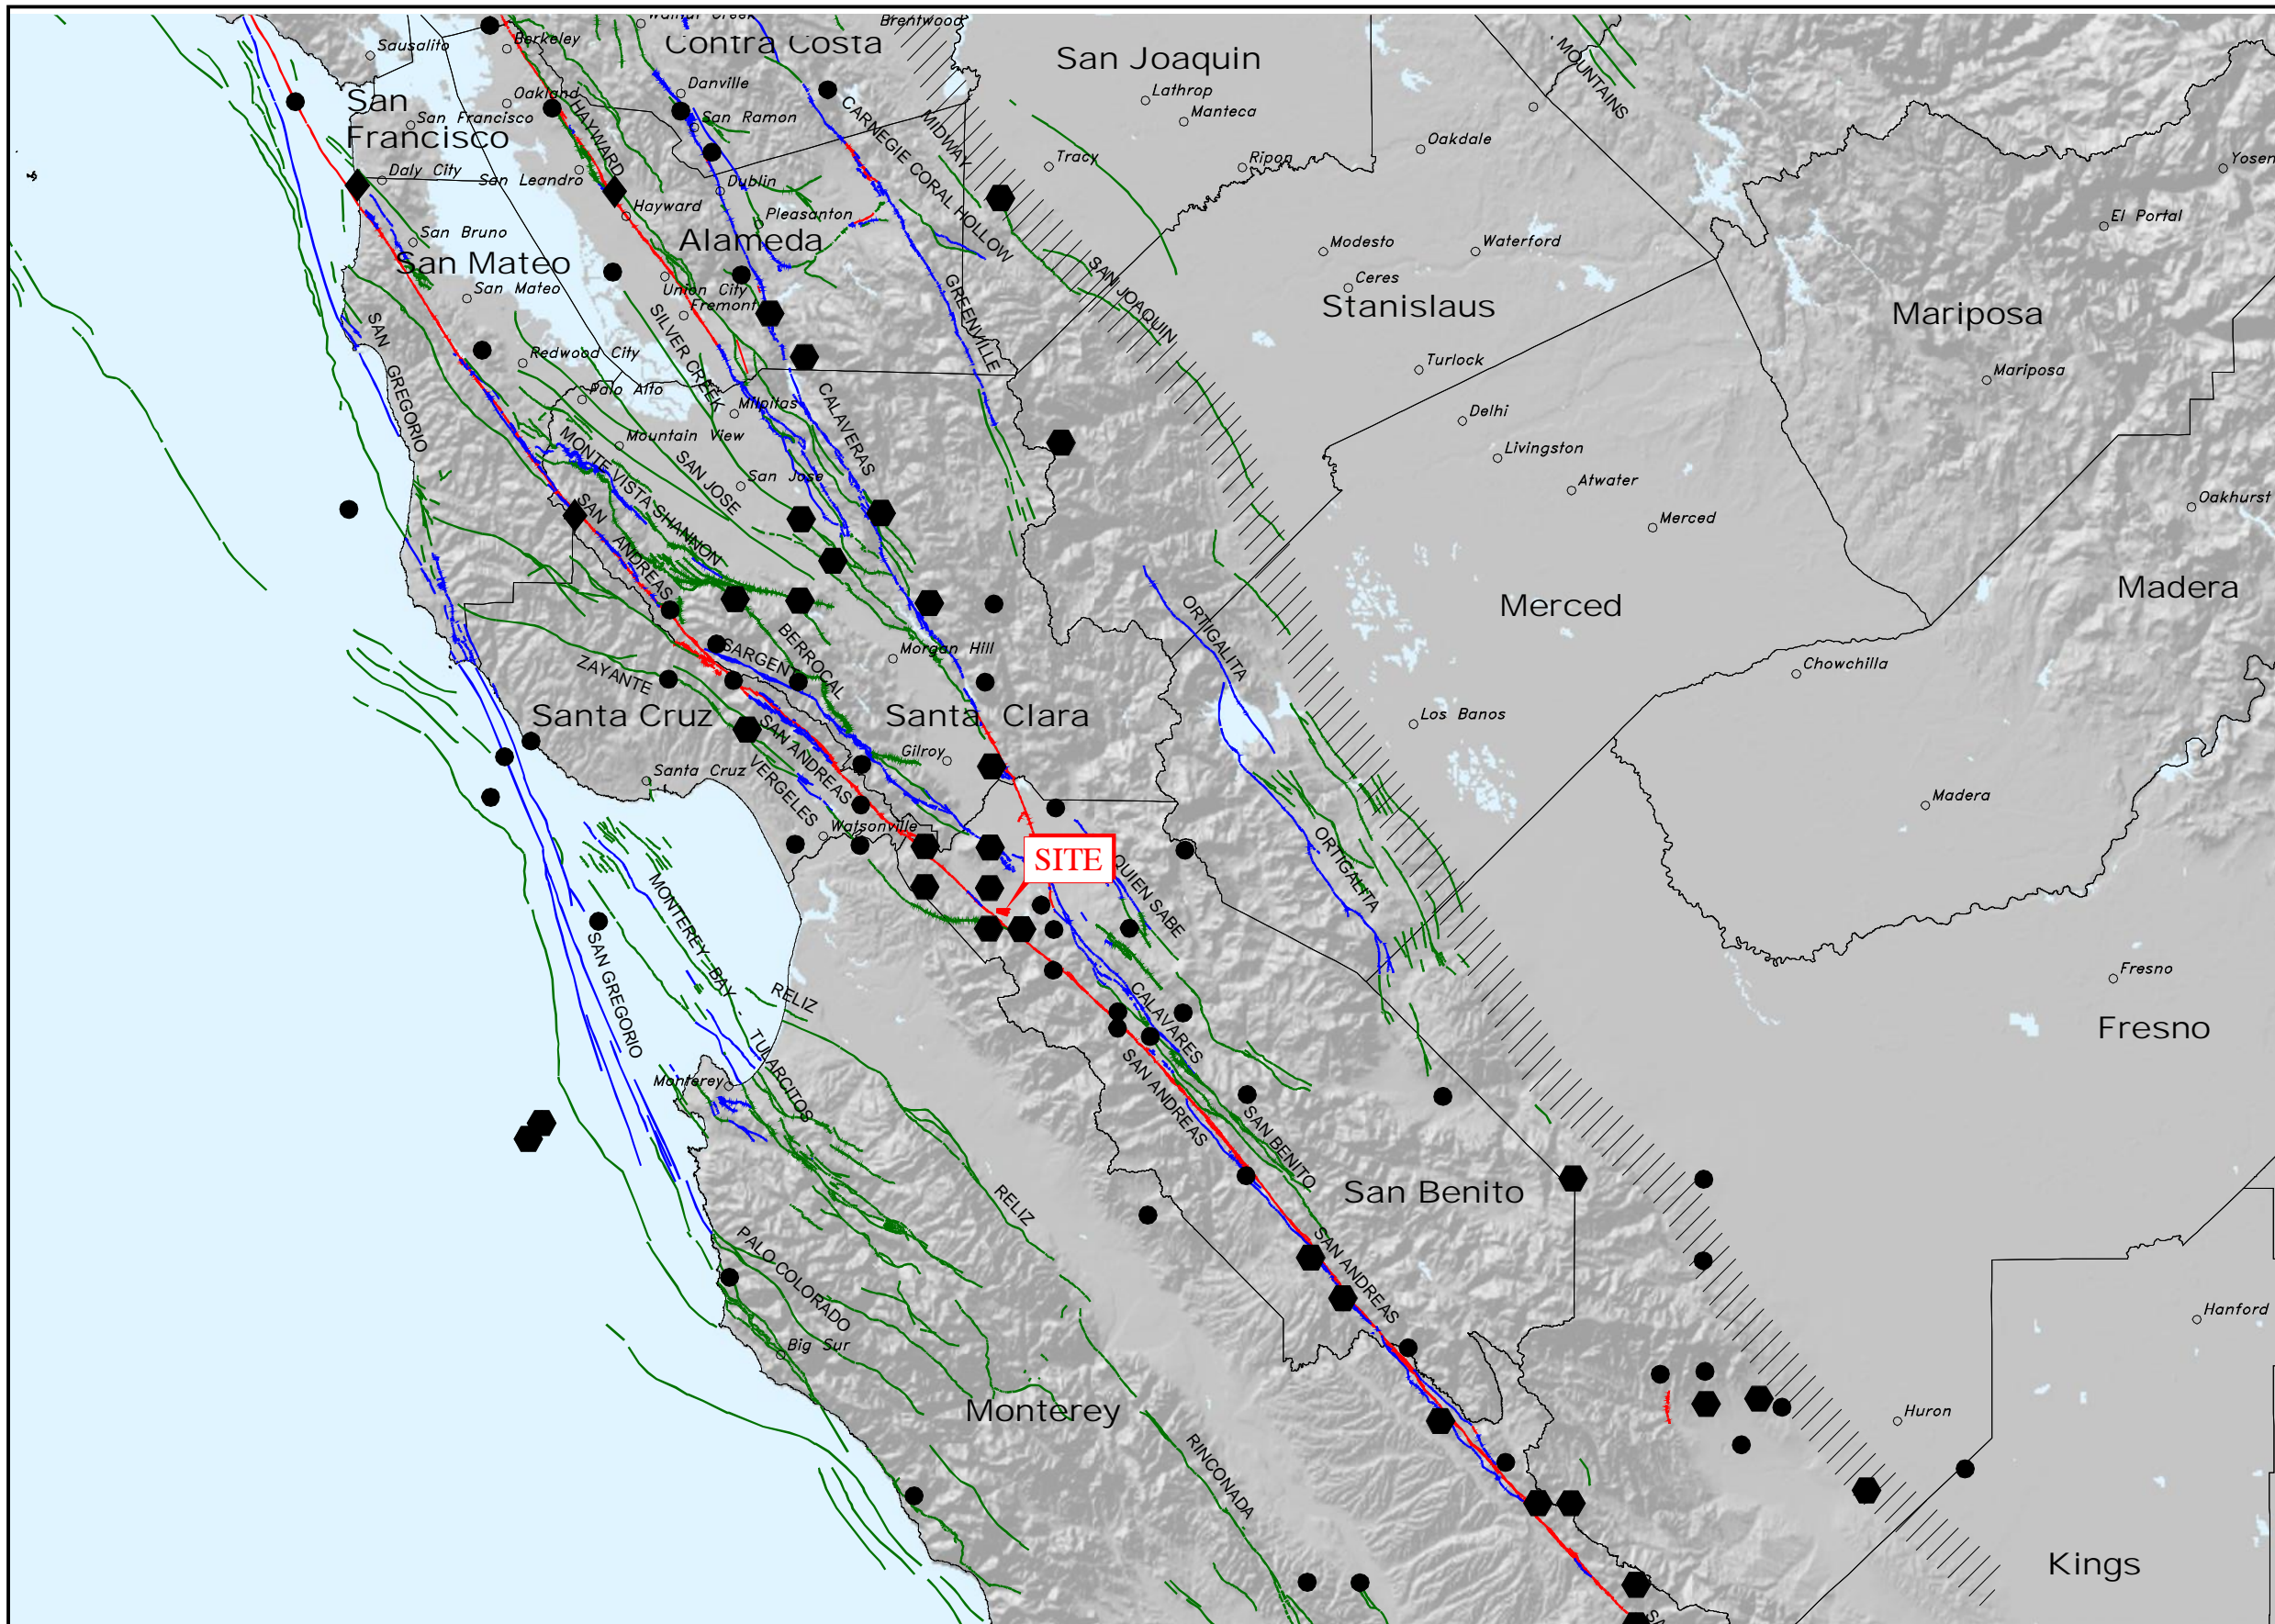 Walnut Creek
Brentwood
Berkeley
Sausalito
Contra Costa
San Joaquin
MOUNTAINS
Danville
Lathrop
Oakland
San
Francisco
San Francisco
HAYWARD
San Ramon
CARNEGIE CORAL HOLLOW
MIDWAY
Manteca
Oakdale
Tracy
Ripon
Daly City
San Leandro
Dublin
Hayward
Pleasanton
El Portal
San Bruno
Alameda
Modesto
Waterford
San Mateo
SAN JOAQUIN
Ceres
San Mateo
Union City
Fremont
GREENVILLE
Stanislaus
Mariposa
SAN GREGORIO
SILVER CREEK
Redwood City
Turlock
Mariposa
Palo Alto
Milpitas
CALAVERAS
Delhi
Mountain View
MONTE VISTA SHANNON
SAN JOSE
San Jose
Livingston
Atwater
Oakhurst
Merced
SAN ANDREAS
Madera
Merced
ORTIGALITA
BERROCAL
SARGENT
Morgan Hill
ZAYANTE
Chowchilla
Santa Cruz
Santa Clara
Los Banos
SAN ANDREAS
VERGELES
Gilroy
Santa Cruz
Madera
Watsonville
SITE
ORTIGALITA
QUIEN SABE
MONTEREY BAY
SAN GREGORIO
Fresno
RELIZ
CALAVARES
Fresno
TULARCITOS
SAN ANDREAS
Monterey
SAN BENITO
San Benito
RELIZ
PALO COLORADO
SAN ANDREAS
Hanford
Big Sur
Monterey
Huron
RINCONADA
Kings